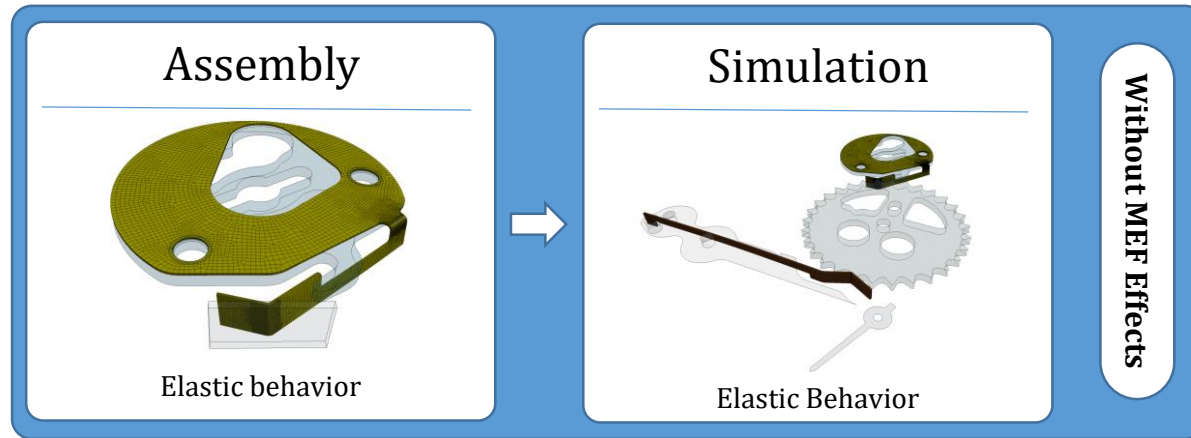 Assembly
Elastic behavior
Simulation
Elastic Behavior
Without MEF Effects